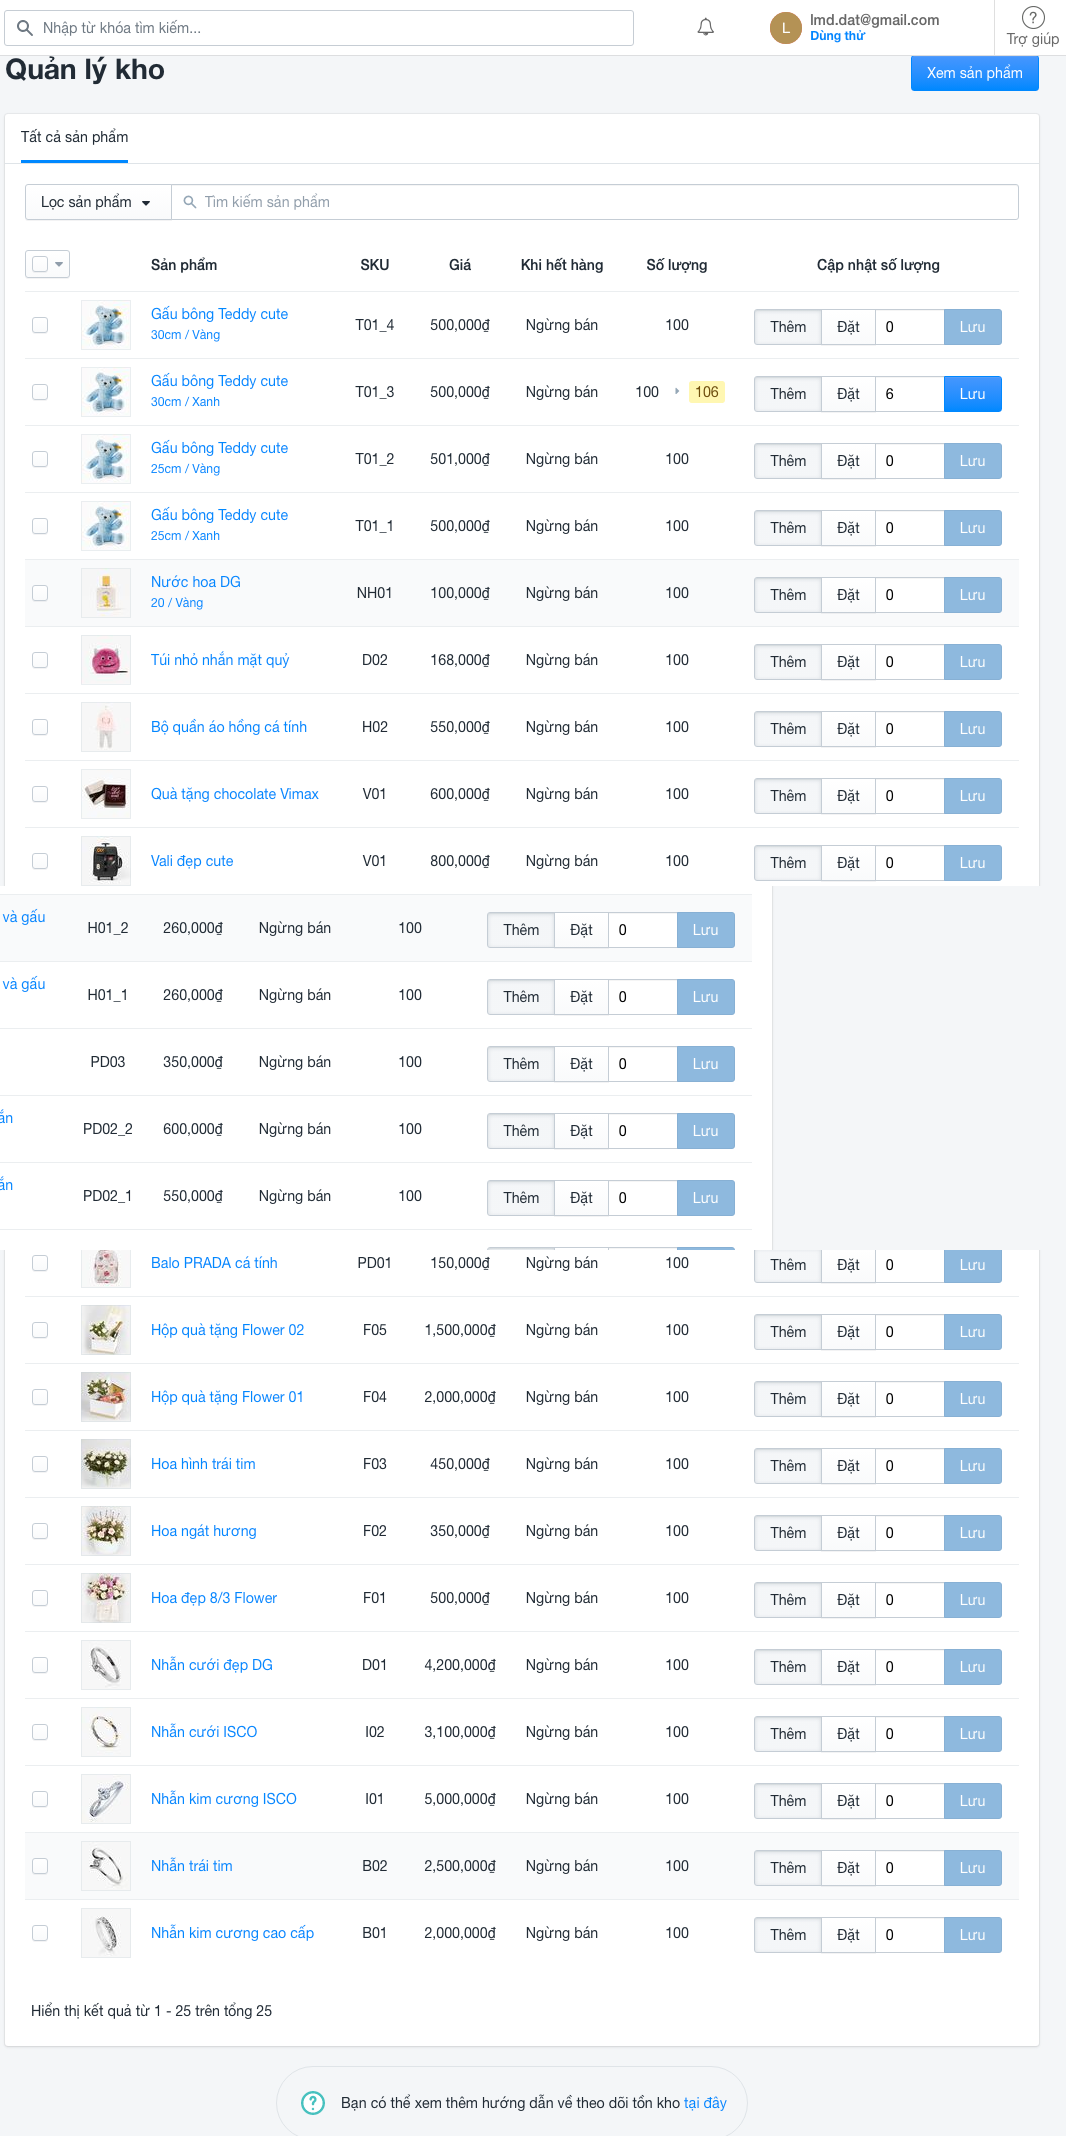 Nhập từ khóa tìm kiếm...
L
lmd.dat@gmail.com
Dùng thử
Trợ giúp
Quản lý kho
Xem sản phẩm
Tất cả sản phẩm
Lọc sản phẩm
Tìm kiếm sản phẩm
Sản phẩm SKU Giá Khi hết hàng Số lượng Cập nhật số lượng
Gấu bông Teddy cute
30cm / Vàng
T01_4 500,000₫ Ngừng bán 100 Thêm Đặt 0 Lưu
Gấu bông Teddy cute
30cm / Xanh
T01_3 500,000₫ Ngừng bán 100 106 Thêm Đặt 6 Lưu
Gấu bông Teddy cute
25cm / Vàng
T01_2 501,000₫ Ngừng bán 100 Thêm Đặt 0 Lưu
Gấu bông Teddy cute
25cm / Xanh
T01_1 500,000₫ Ngừng bán 100 Thêm Đặt 0 Lưu
Nước hoa DG
20 / Vàng
NH01 100,000₫ Ngừng bán 100 Thêm Đặt 0 Lưu
Túi nhỏ nhắn mặt quỷ D02 168,000₫ Ngừng bán 100 Thêm Đặt 0 Lưu
Bộ quần áo hồng cá tính H02 550,000₫ Ngừng bán 100 Thêm Đặt 0 Lưu
Quà tặng chocolate Vimax V01 600,000₫ Ngừng bán 100 Thêm Đặt 0 Lưu
Vali đẹp cute V01 800,000₫ Ngừng bán 100 Thêm Đặt 0 Lưu
và gấu
H01_2 260,000₫ Ngừng bán 100 Thêm Đặt 0 Lưu
và gấu
H01_1 260,000₫ Ngừng bán 100 Thêm Đặt 0 Lưu
PD03 350,000₫ Ngừng bán 100 Thêm Đặt 0 Lưu
PD02_2 600,000₫ Ngừng bán 100 Thêm Đặt 0 Lưu
PD02_1 550,000₫ Ngừng bán 100 Thêm Đặt 0 Lưu
Balo PRADA cá tính PD01 150,000₫ Ngừng bán 100 Thêm Đặt 0 Lưu
Hộp quà tặng Flower 02 F05 1,500,000₫ Ngừng bán 100 Thêm Đặt 0 Lưu
Hộp quà tặng Flower 01 F04 2,000,000₫ Ngừng bán 100 Thêm Đặt 0 Lưu
Hoa hình trái tim F03 450,000₫ Ngừng bán 100 Thêm Đặt 0 Lưu
Hoa ngát hương F02 350,000₫ Ngừng bán 100 Thêm Đặt 0 Lưu
Hoa đẹp 8/3 Flower F01 500,000₫ Ngừng bán 100 Thêm Đặt 0 Lưu
Nhẫn cưới đẹp DG D01 4,200,000₫ Ngừng bán 100 Thêm Đặt 0 Lưu
Nhẫn cưới ISCO I02 3,100,000₫ Ngừng bán 100 Thêm Đặt 0 Lưu
Nhẫn kim cương ISCO I01 5,000,000₫ Ngừng bán 100 Thêm Đặt 0 Lưu
Nhẫn trái tim B02 2,500,000₫ Ngừng bán 100 Thêm Đặt 0 Lưu
Nhẫn kim cương cao cấp B01 2,000,000₫ Ngừng bán 100 Thêm Đặt 0 Lưu
Hiển thị kết quả từ 1 - 25 trên tổng 25
Bạn có thể xem thêm hướng dẫn về theo dõi tồn kho tại đây